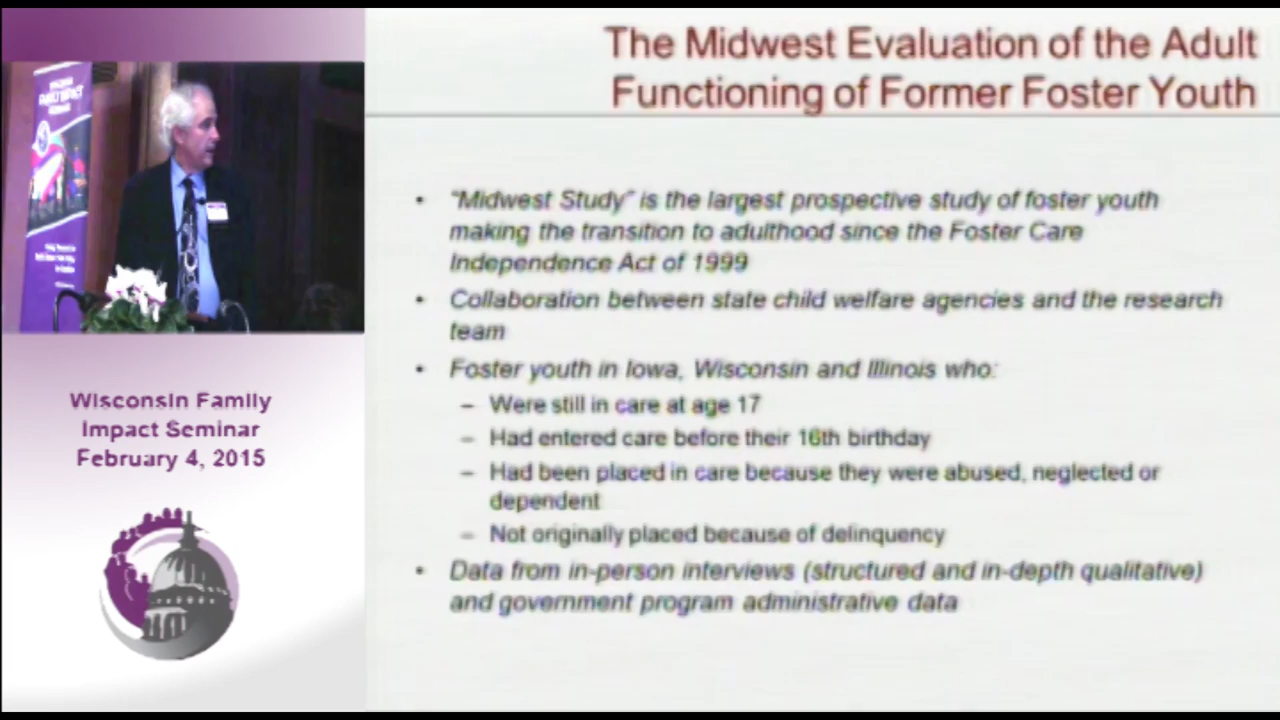 The Midwest Evaluation of the Adult
Functioning of Former Foster Youth
• "Midwest Study" is the largest prospective study of foster youth
making the transition to adulthood since the Foster Care
Independence Act of 1999
• Collaboration between state child welfare agencies and the research
team
• Foster youth in Iowa, Wisconsin and Illinois who:
– Were still in care at age 17
– Had entered care before their 16th birthday
– Had been placed in care because they were abused, neglected or
dependent
– Not originally placed because of delinquency
• Data from in-person interviews (structured and in-depth qualitative)
and government program administrative data
Wisconsin Family
Impact Seminar
February 4, 2015